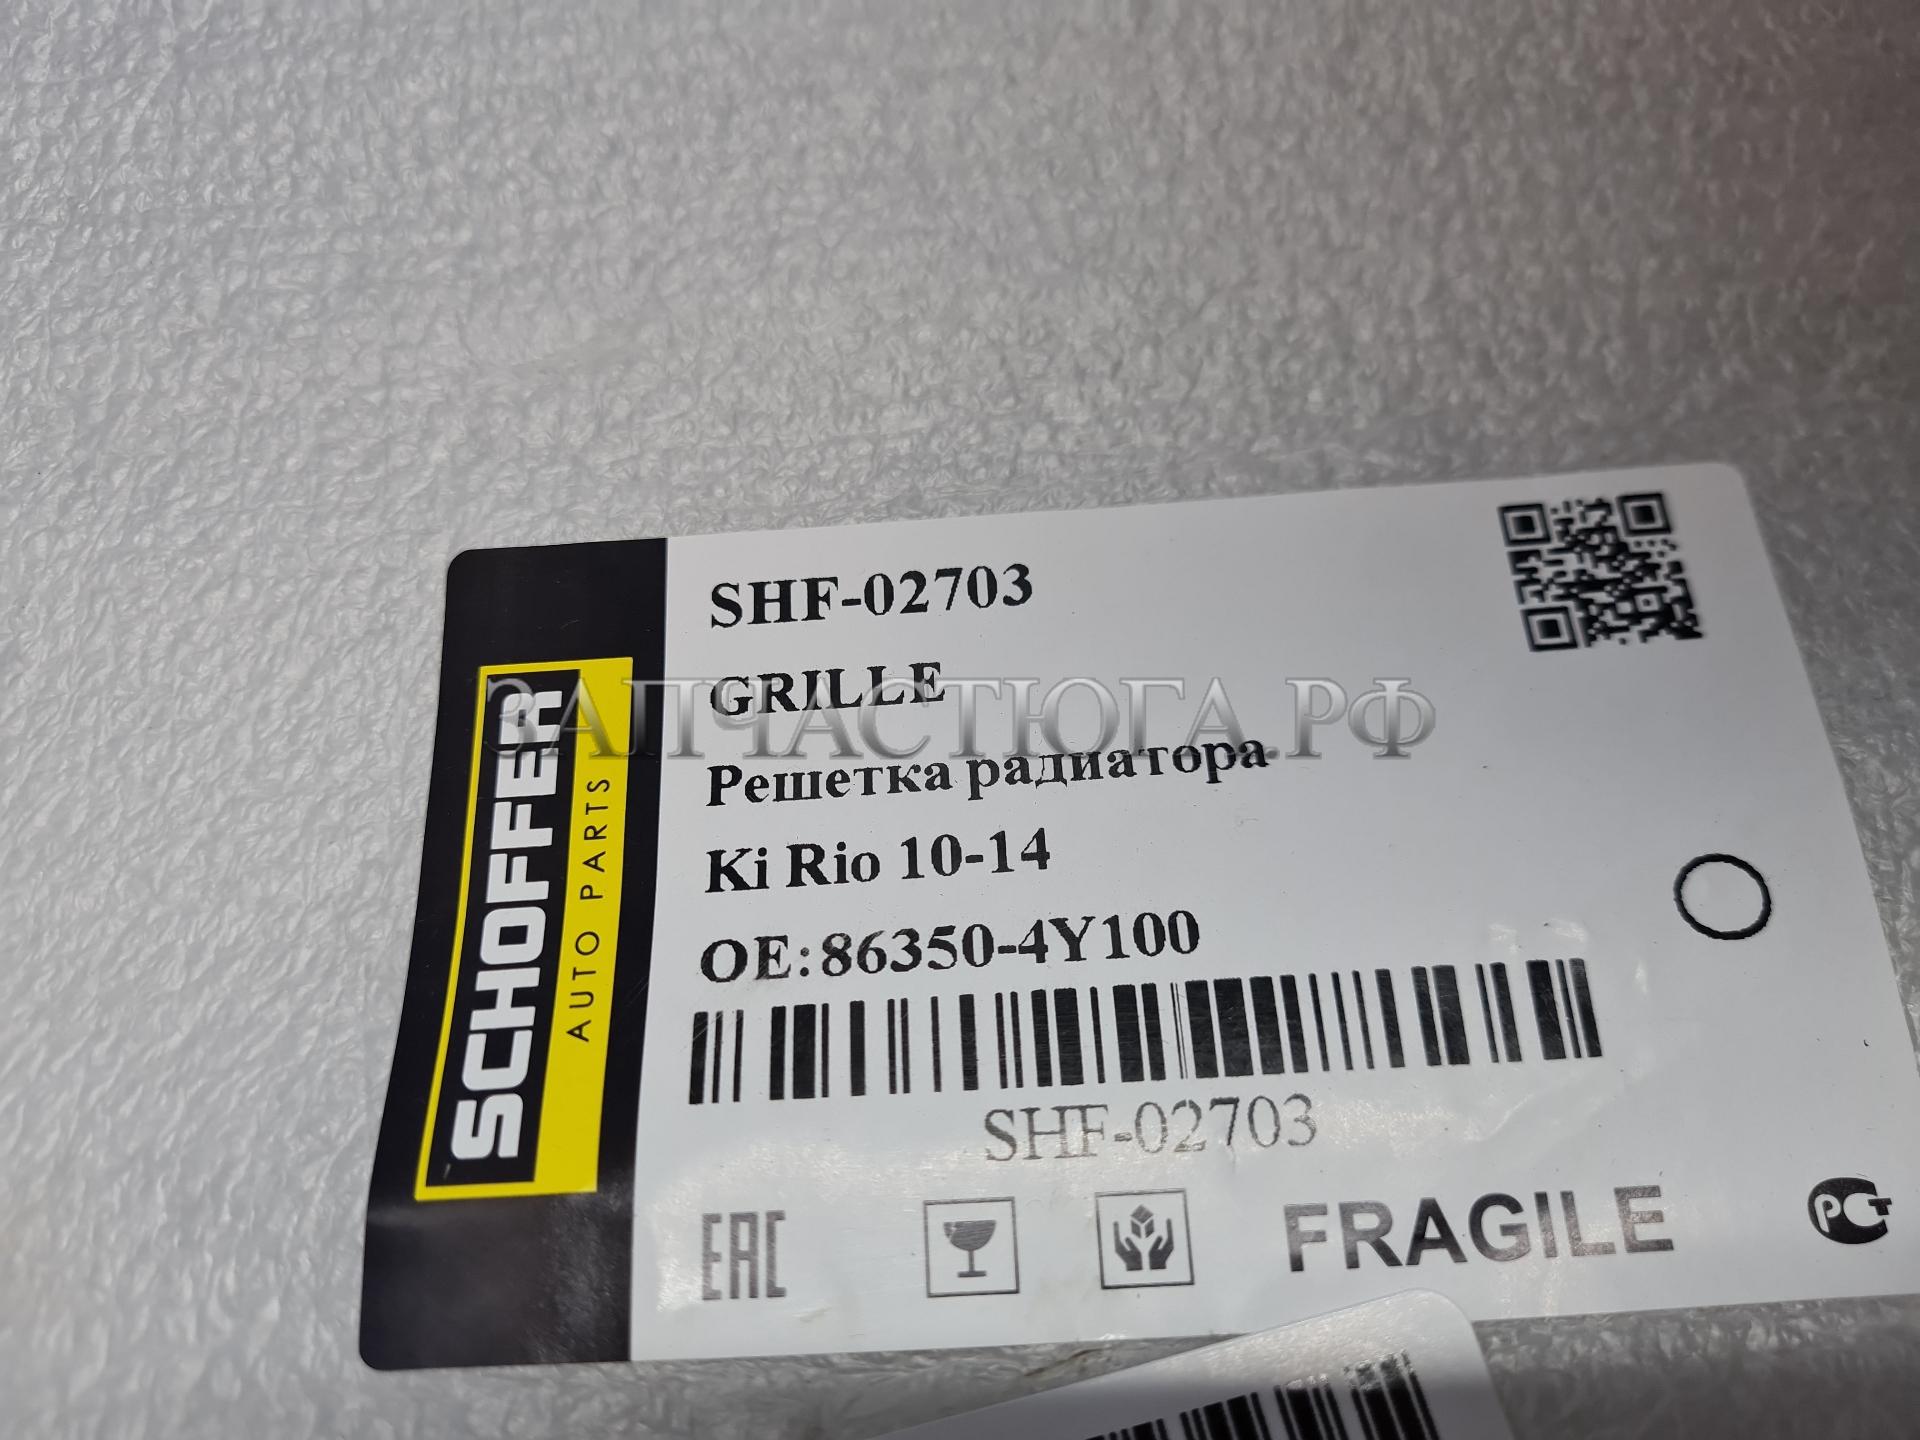 SHF-02703
GRILLE
ЗАПЧАСТЮГА.РФ
Решетка радиатора
Ki Rio 10-14
OE:86350-4Y100
SHF-02703
EAC
FRAGILE
РСТ
SCHOFFER
AUTO PARTS